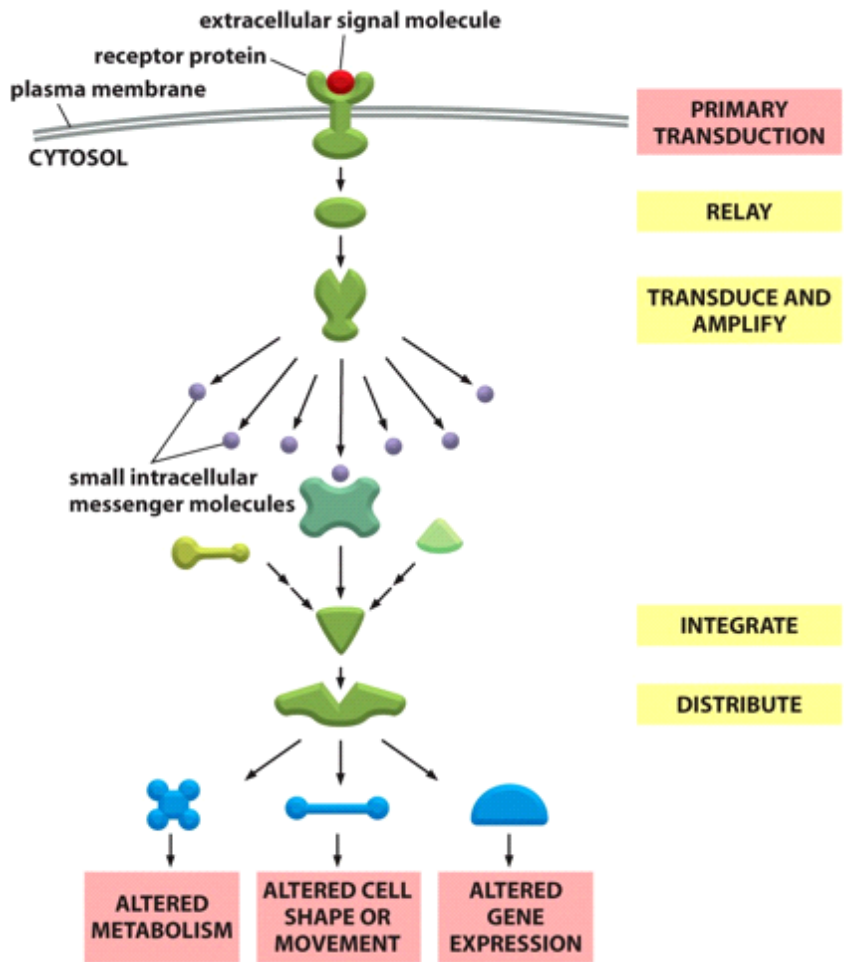 extracellular signal molecule
receptor protein
plasma membrane
CYTOSOL
PRIMARY
TRANSDUCTION
RELAY
TRANSDUCE AND
AMPLIFY
small intracellular
messenger molecules
INTEGRATE
DISTRIBUTE
ALTERED
METABOLISM
ALTERED CELL
SHAPE OR
MOVEMENT
ALTERED
GENE
EXPRESSION